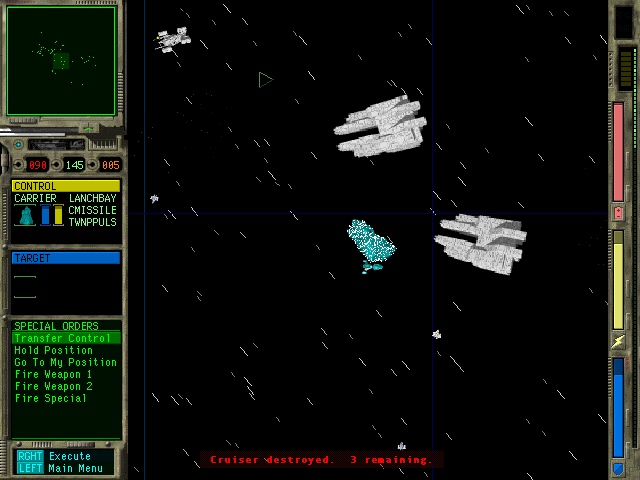 090 145 005
CONTROL
CARRIER LANCHBAY
CMISSILE
TWNPPULS
TARGET
SPECIAL ORDERS
Transfer Control
Hold Position
Go To My Position
Fire Weapon 1
Fire Weapon 2
Fire Special
RGHT Execute
LEFT Main Menu
Cruiser destroyed. 3 remaining.